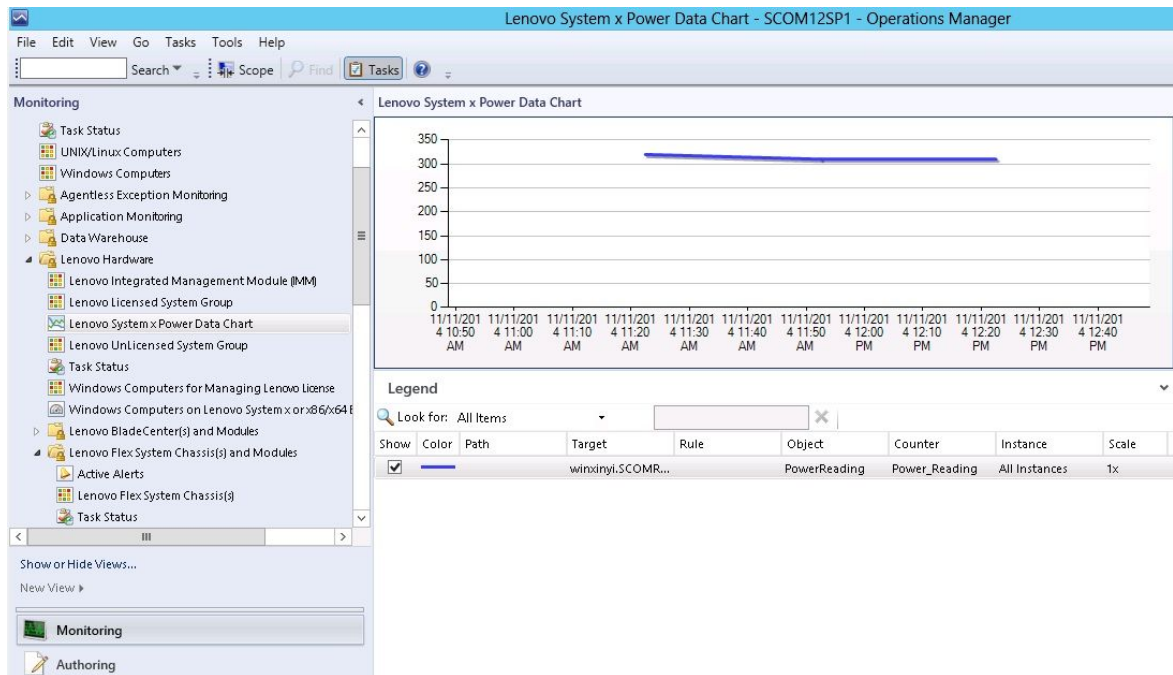 Lenovo System x Power Data Chart - SCOM12SP1 - Operations Manager
File Edit View Go Tasks Tools Help
Search Scope Find Tasks
Monitoring
Task Status
UNIX/Linux Computers
Windows Computers
Agentless Exception Monitoring
Application Monitoring
Data Warehouse
Lenovo Hardware
Lenovo Integrated Management Module (IMM)
Lenovo Licensed System Group
Lenovo System x Power Data Chart
Lenovo UnLicensed System Group
Task Status
Windows Computers for Managing Lenovo License
Windows Computers on Lenovo System x or x86/x64 E
Lenovo BladeCenter(s) and Modules
Lenovo Flex System Chassis(s) and Modules
Active Alerts
Lenovo Flex System Chassis(s)
Task Status
Show or Hide Views...
New View
Monitoring
Authoring
Lenovo System x Power Data Chart
350
300
250
200
150
100
50
0
11/11/201 11/11/201 11/11/201 11/11/201 11/11/201 11/11/201 11/11/201 11/11/201 11/11/201 11/11/201 11/11/201 11/11/201
4 10:50 4 11:00 4 11:10 4 11:20 4 11:30 4 11:40 4 11:50 4 12:00 4 12:10 4 12:20 4 12:30 4 12:40
AM AM AM AM AM AM AM PM PM PM PM PM
Legend
Look for: All Items
Show Color Path Target Rule Object Counter Instance Scale
winxinyi.SCOMR... PowerReading Power_Reading All Instances 1x